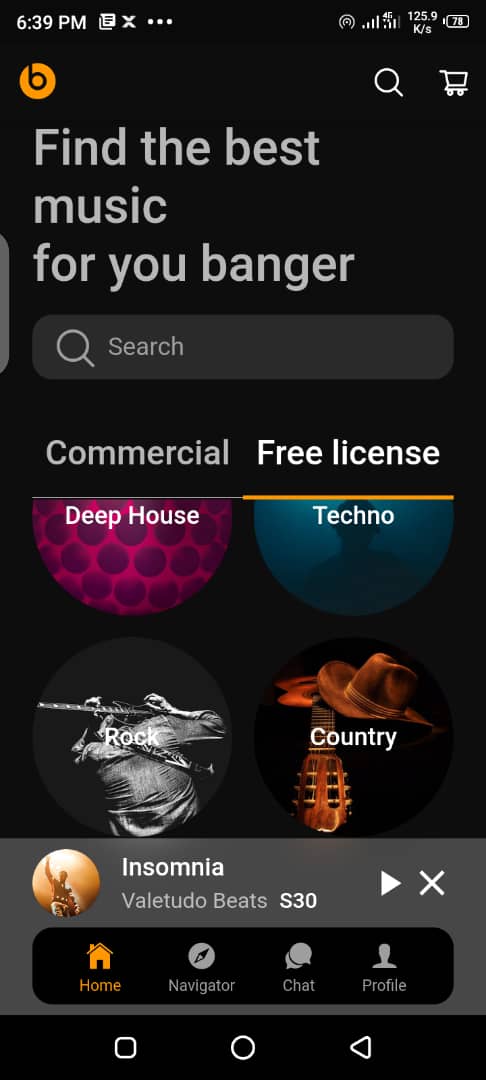 6:39 PM
4G
125.9
K/s
78
b
Find the best
music
for you banger
Search
Commercial Free license
Deep House Techno
Rock Country
Insomnia
Valetudo Beats S30
Home Navigator Chat Profile